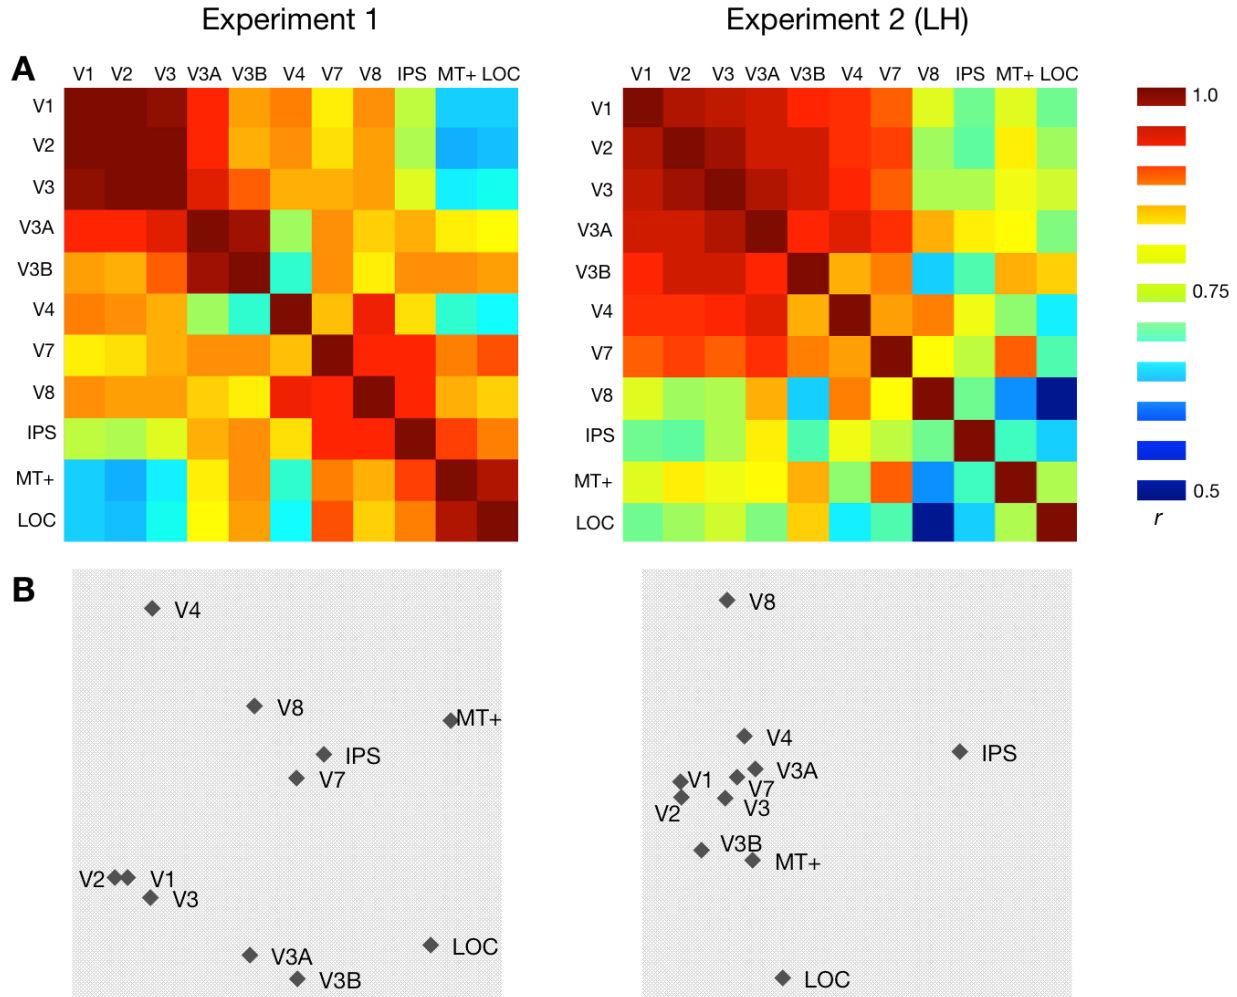 Experiment 1
Experiment 2 (LH)
A
V1 V2 V3 V3A V3B V4 V7 V8 IPS MT+ LOC
V1
V2
V3
V3A
V3B
V4
V7
V8
IPS
MT+
LOC
V1 V2 V3 V3A V3B V4 V7 V8 IPS MT+ LOC
V1
V2
V3
V3A
V3B
V4
V7
V8
IPS
MT+
LOC
1.0
0.75
0.5
r
B
V4
V8
MT+
IPS
V7
V2
V1
V3
V3A
LOC
V3B
V8
V4
IPS
V3A
V1
V7
V2
V3
V3B
MT+
LOC